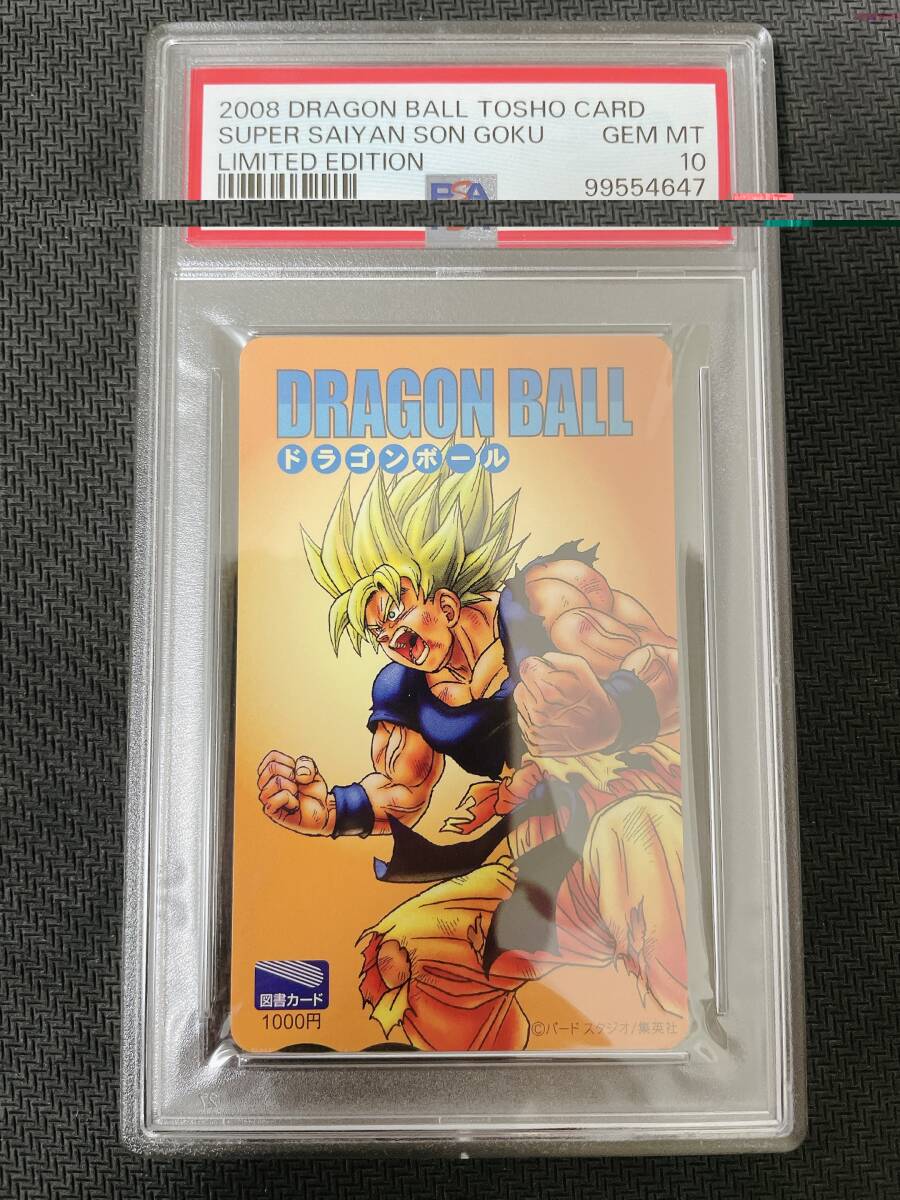 2008 DRAGON BALL TOSHO CARD
SUPER SAIYAN SON GOKU GEM MT
LIMITED EDITION 10
PSA 99554647
DRAGON BALL
ドラゴンボール
図書カード
1000円
©バードスタジオ/集英社